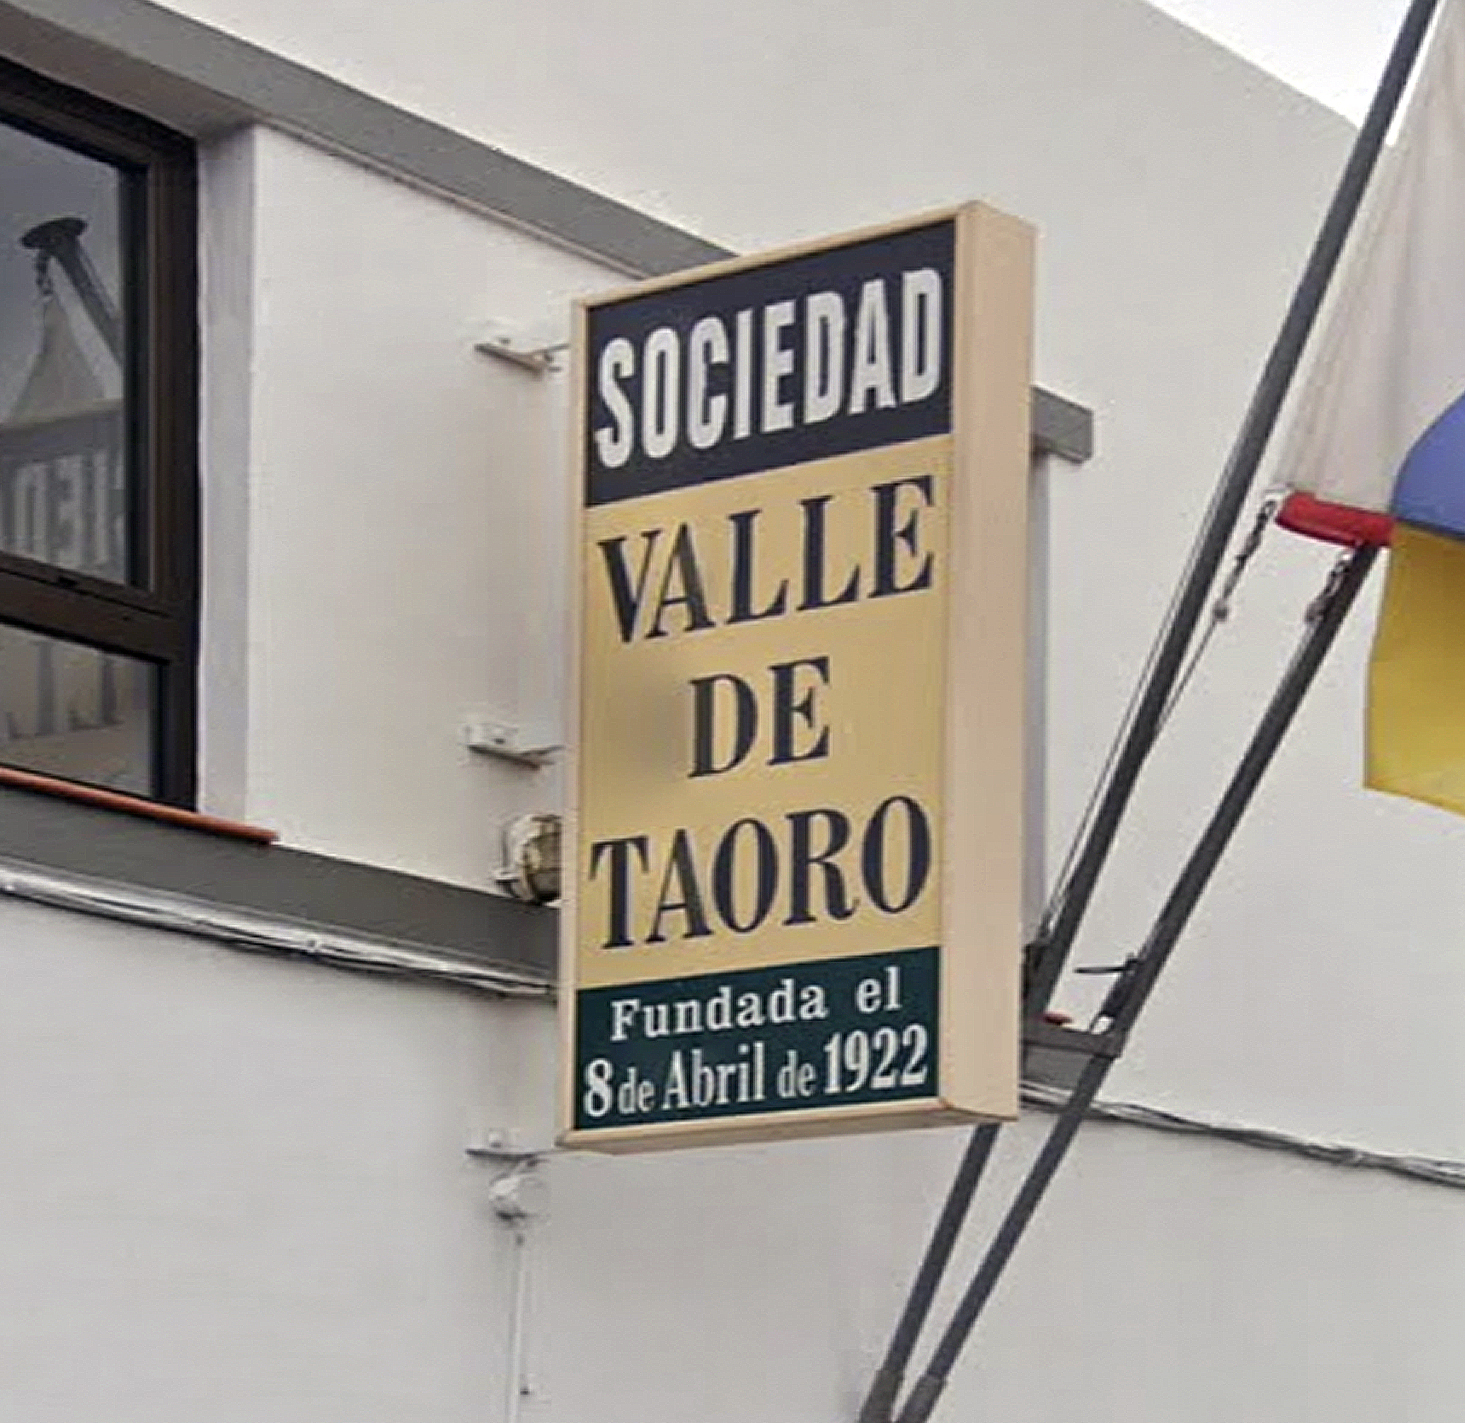 SOCIEDAD
VALLE
DE
TAORO
Fundada el
8 de Abril de 1922